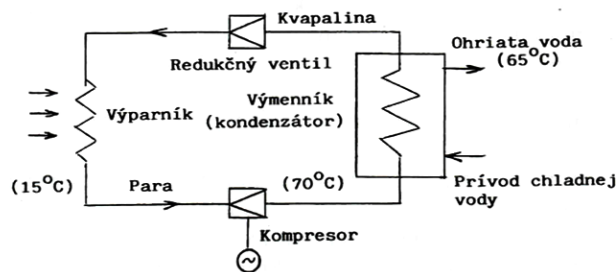 Kvapalina
Redukčný ventil
Ohriata voda
(65°C)
Výparník
Výmenník
(kondenzátor)
(15°C)
Para
(70°C)
Prívod chladnej
vody
Kompresor